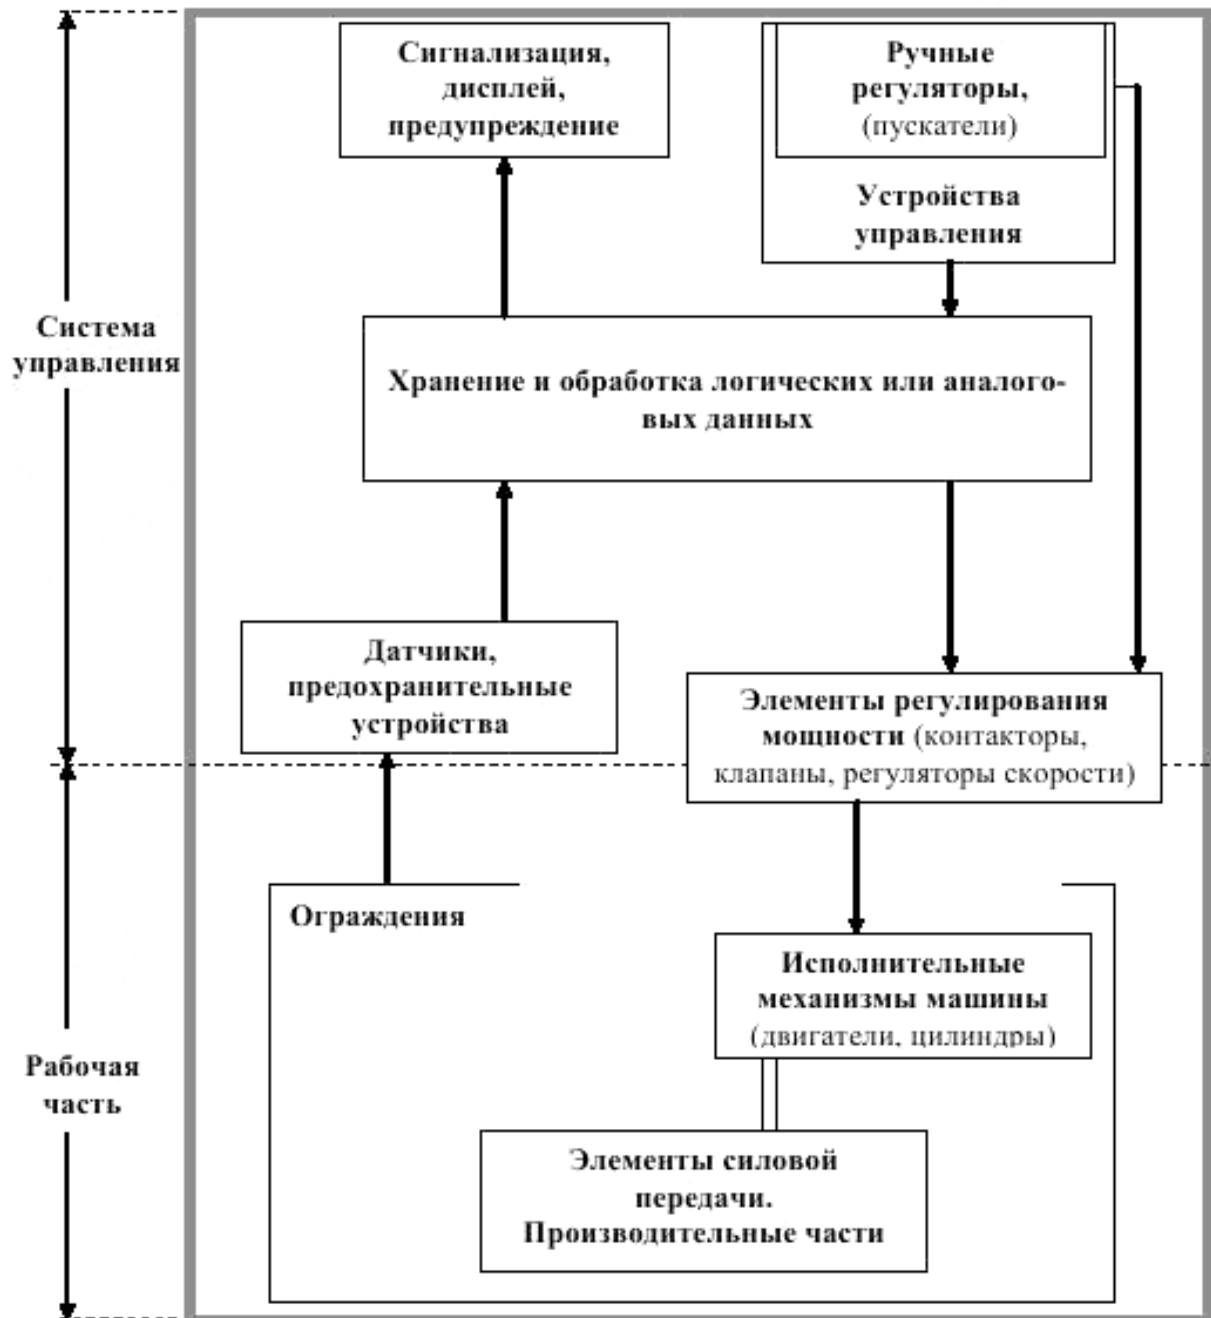 Сигнализация,
дисплей,
предупреждение
Ручные
регуляторы,
(пускатели)
Устройства
управления
Система
управления
Хранение и обработка логических или аналого-
вых данных
Датчики,
предохранительные
устройства
Элементы регулирования
мощности (контакторы,
клапаны, регуляторы скорости)
Ограждения
Исполнительные
механизмы машины
(двигатели, цилиндры)
Рабочая
часть
Элементы силовой
передачи.
Производительные части